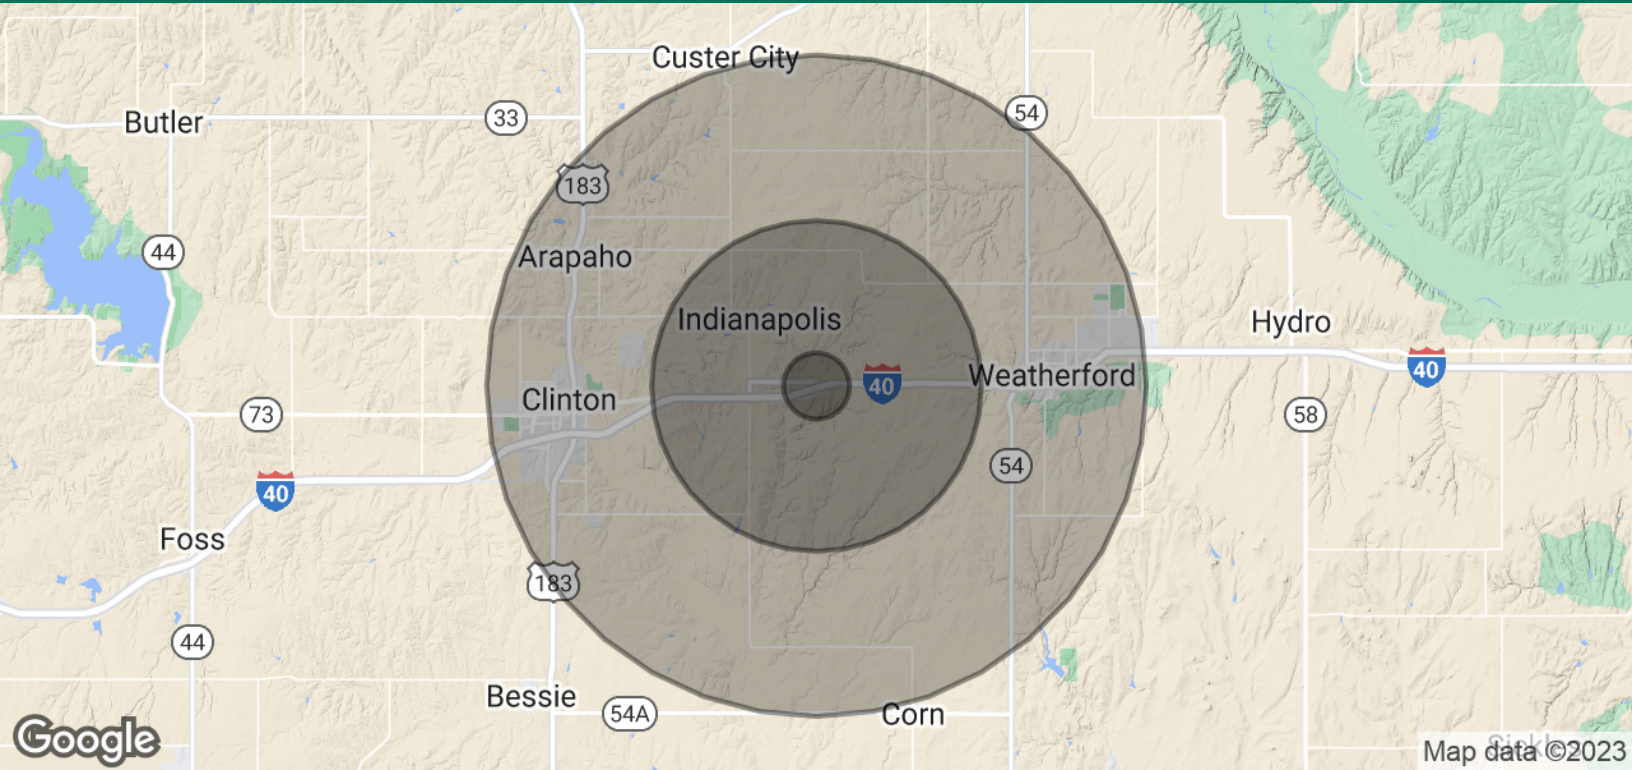 Custer City
Butler
33
54
183
44
Arapaho
Indianapolis
Hydro
40
40
Weatherford
Clinton
73
58
54
40
Foss
183
44
Bessie
54A
Corn
Google
Map data ©2023